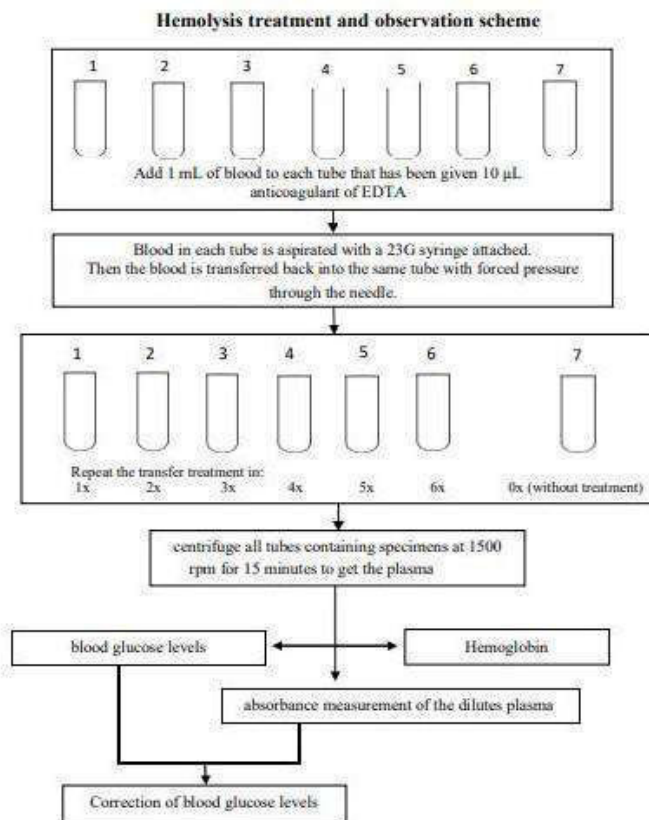 Hemolysis treatment and observation scheme
1 2 3 4 5 6 7
Add 1 mL of blood to each tube that has been given 10 μL
anticoagulant of EDTA
Blood in each tube is aspirated with a 23G syringe attached.
Then the blood is transferred back into the same tube with forced pressure
through the needle.
1 2 3 4 5 6 7
Repeat the transfer treatment in:
1x 2x 3x 4x 5x 6x 0x (without treatment)
centrifuge all tubes containing specimens at 1500
rpm for 15 minutes to get the plasma
blood glucose levels Hemoglobin
absorbance measurement of the dilutes plasma
Correction of blood glucose levels